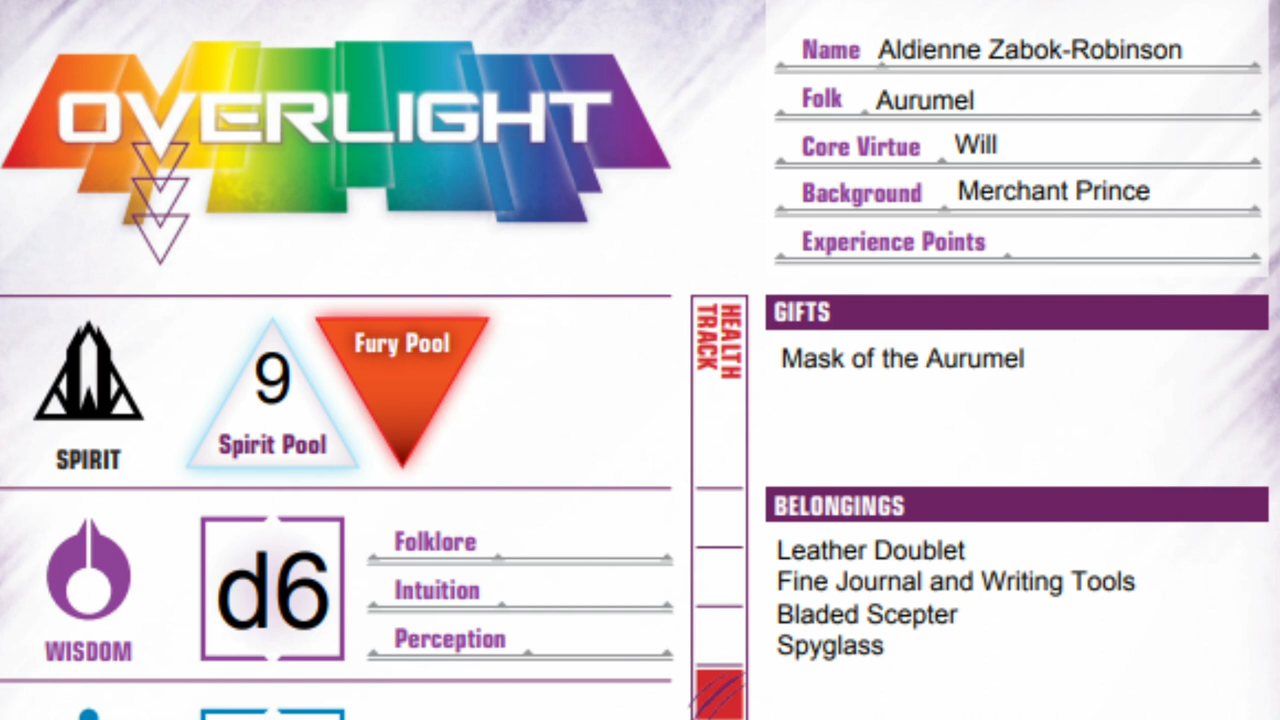 OVERLIGHT
Name Aldienne Zabok-Robinson
Folk Aurumel
Core Virtue Will
Background Merchant Prince
Experience Points
SPIRIT
9
Spirit Pool
Fury Pool
HEALTH
TRACK
GIFTS
Mask of the Aurumel
WISDOM
d6
Folklore
Intuition
Perception
BELONGINGS
Leather Doublet
Fine Journal and Writing Tools
Bladed Scepter
Spyglass